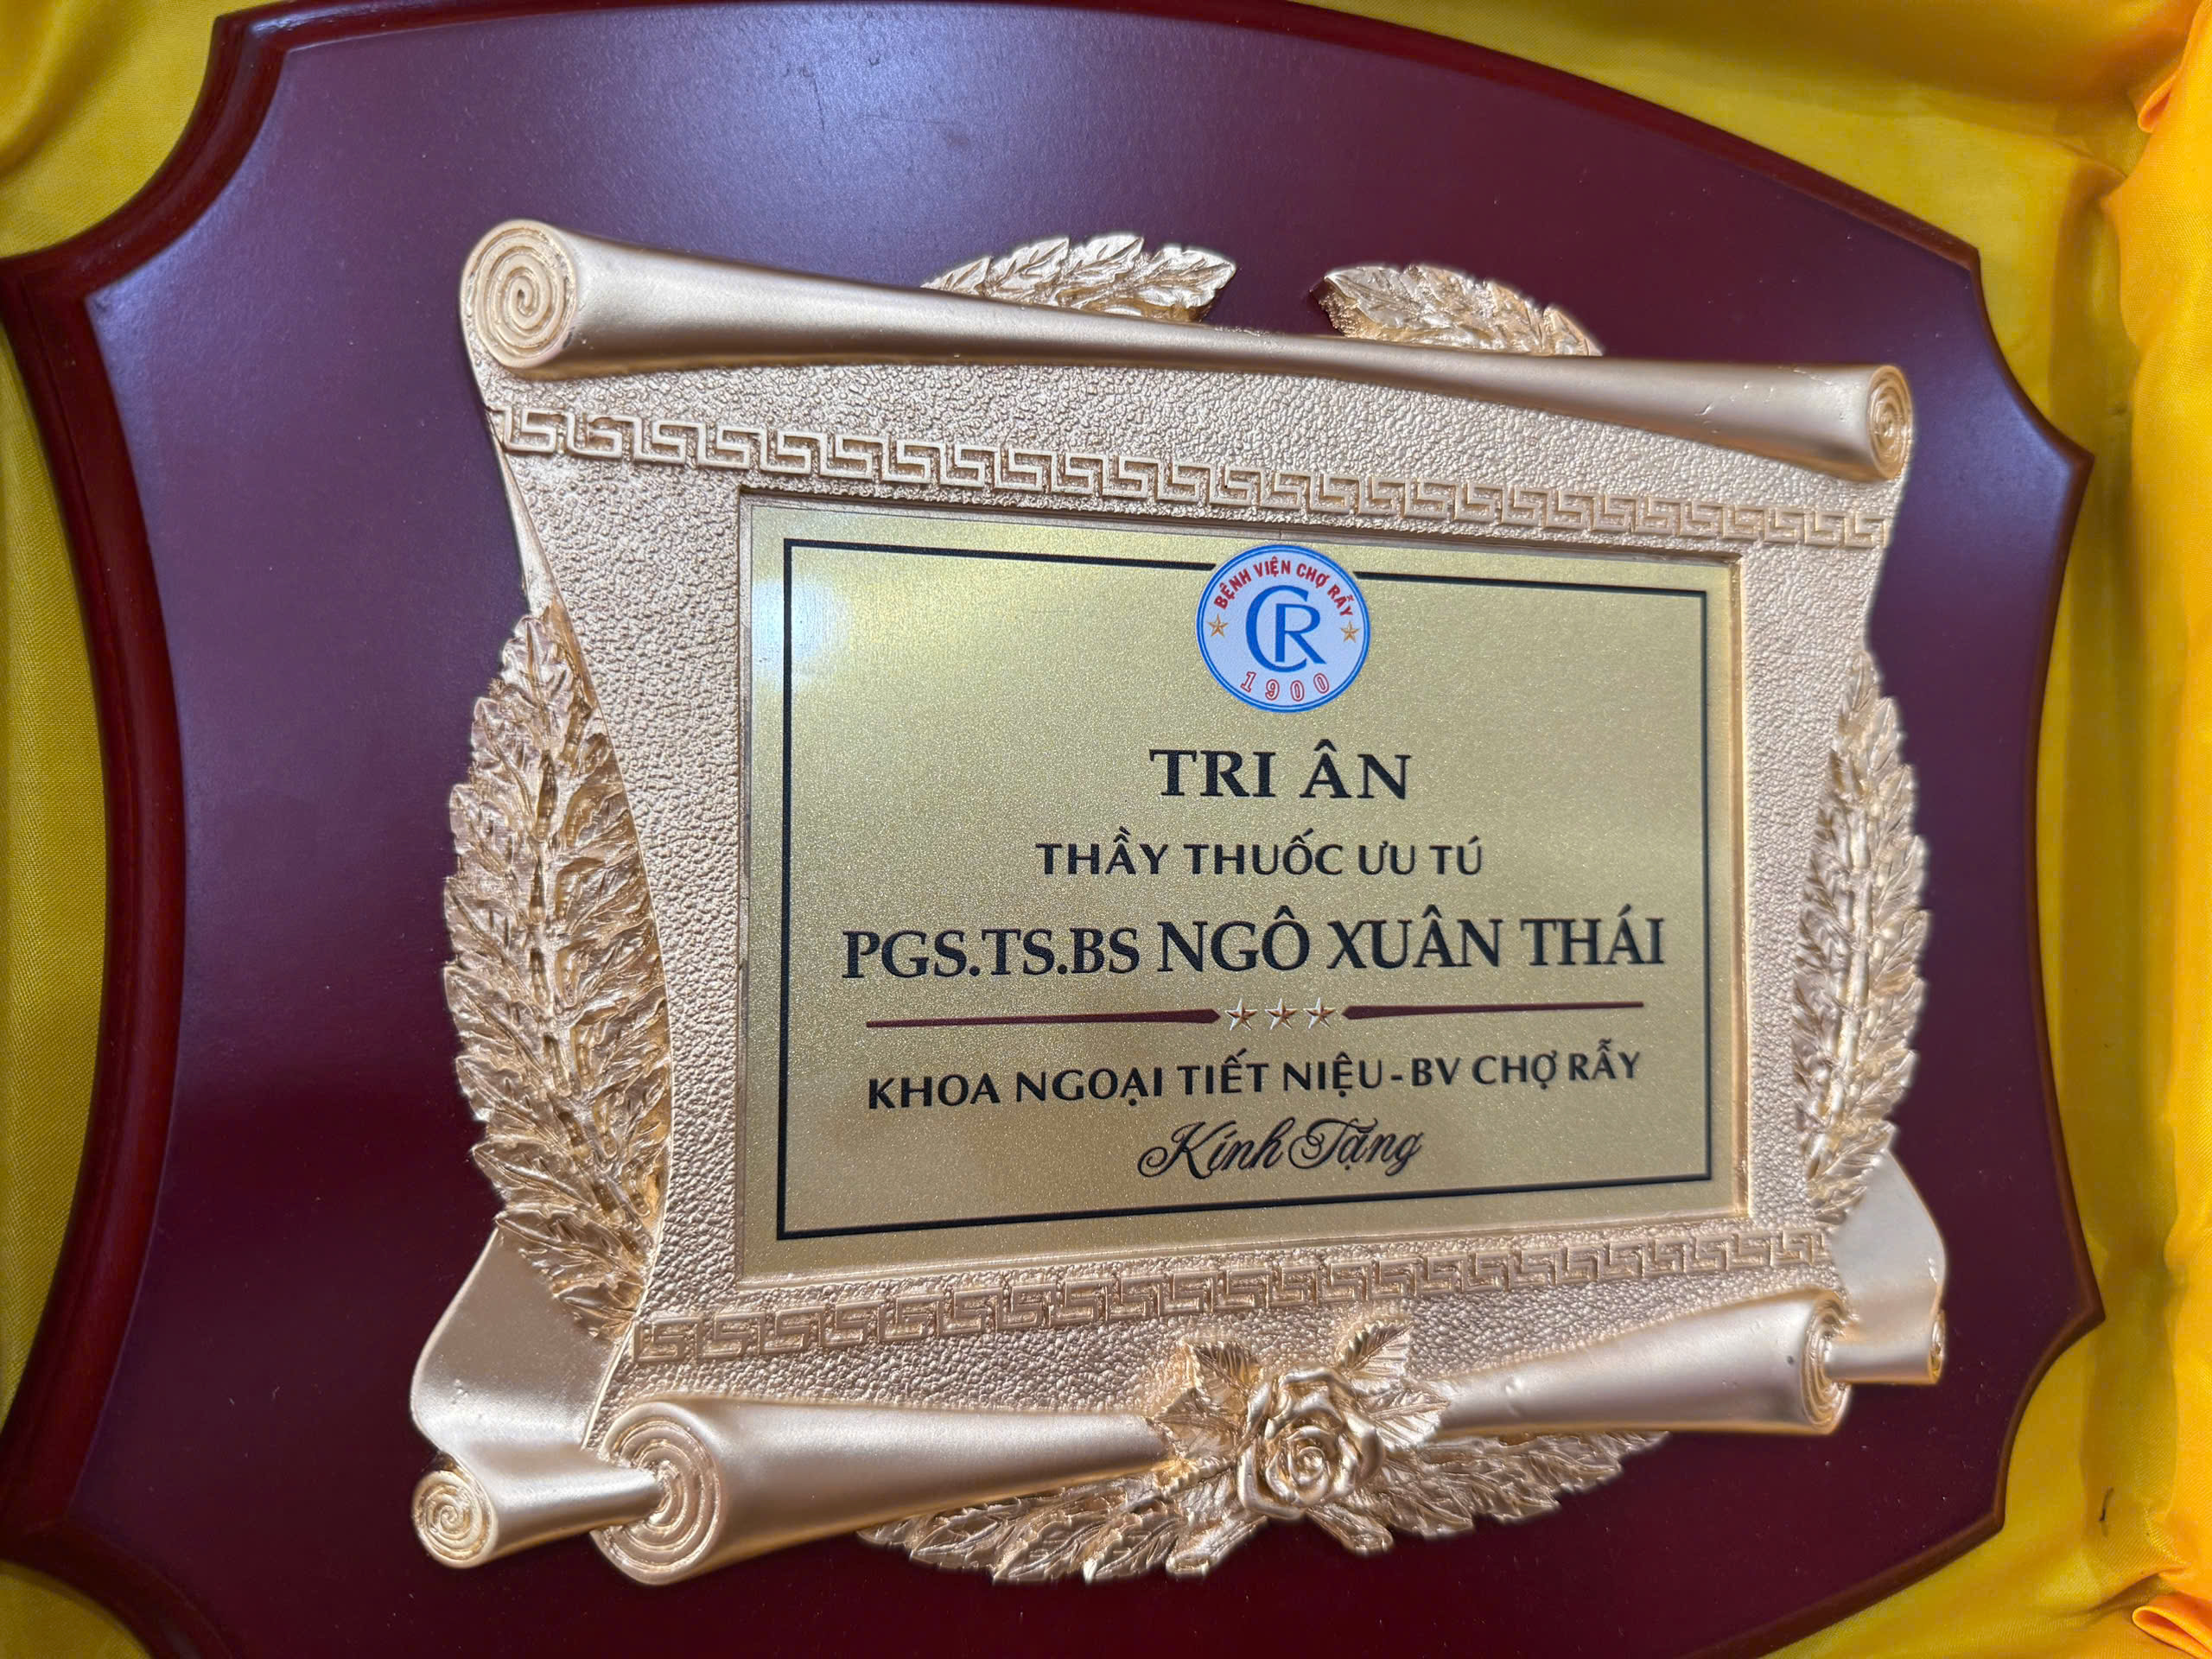 BỆNH VIỆN CHỢ RẪY
CR
1900
TRI ÂN
THẦY THUỐC ƯU TÚ
PGS.TS.BS NGÔ XUÂN THÁI
KHOA NGOẠI TIẾT NIỆU-BV CHỢ RẪY
Kính Tặng